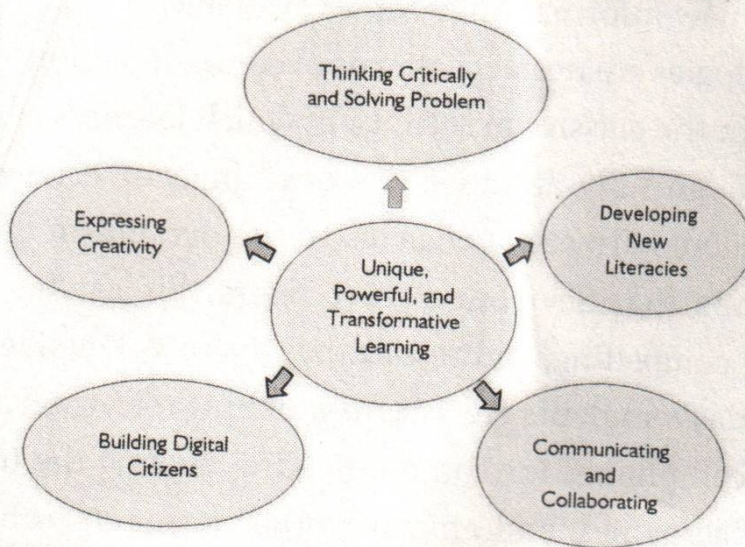 Thinking Critically
and Solving Problem
Expressing
Creativity
Developing
New
Literacies
Unique,
Powerful, and
Transformative
Learning
Building Digital
Citizens
Communicating
and
Collaborating